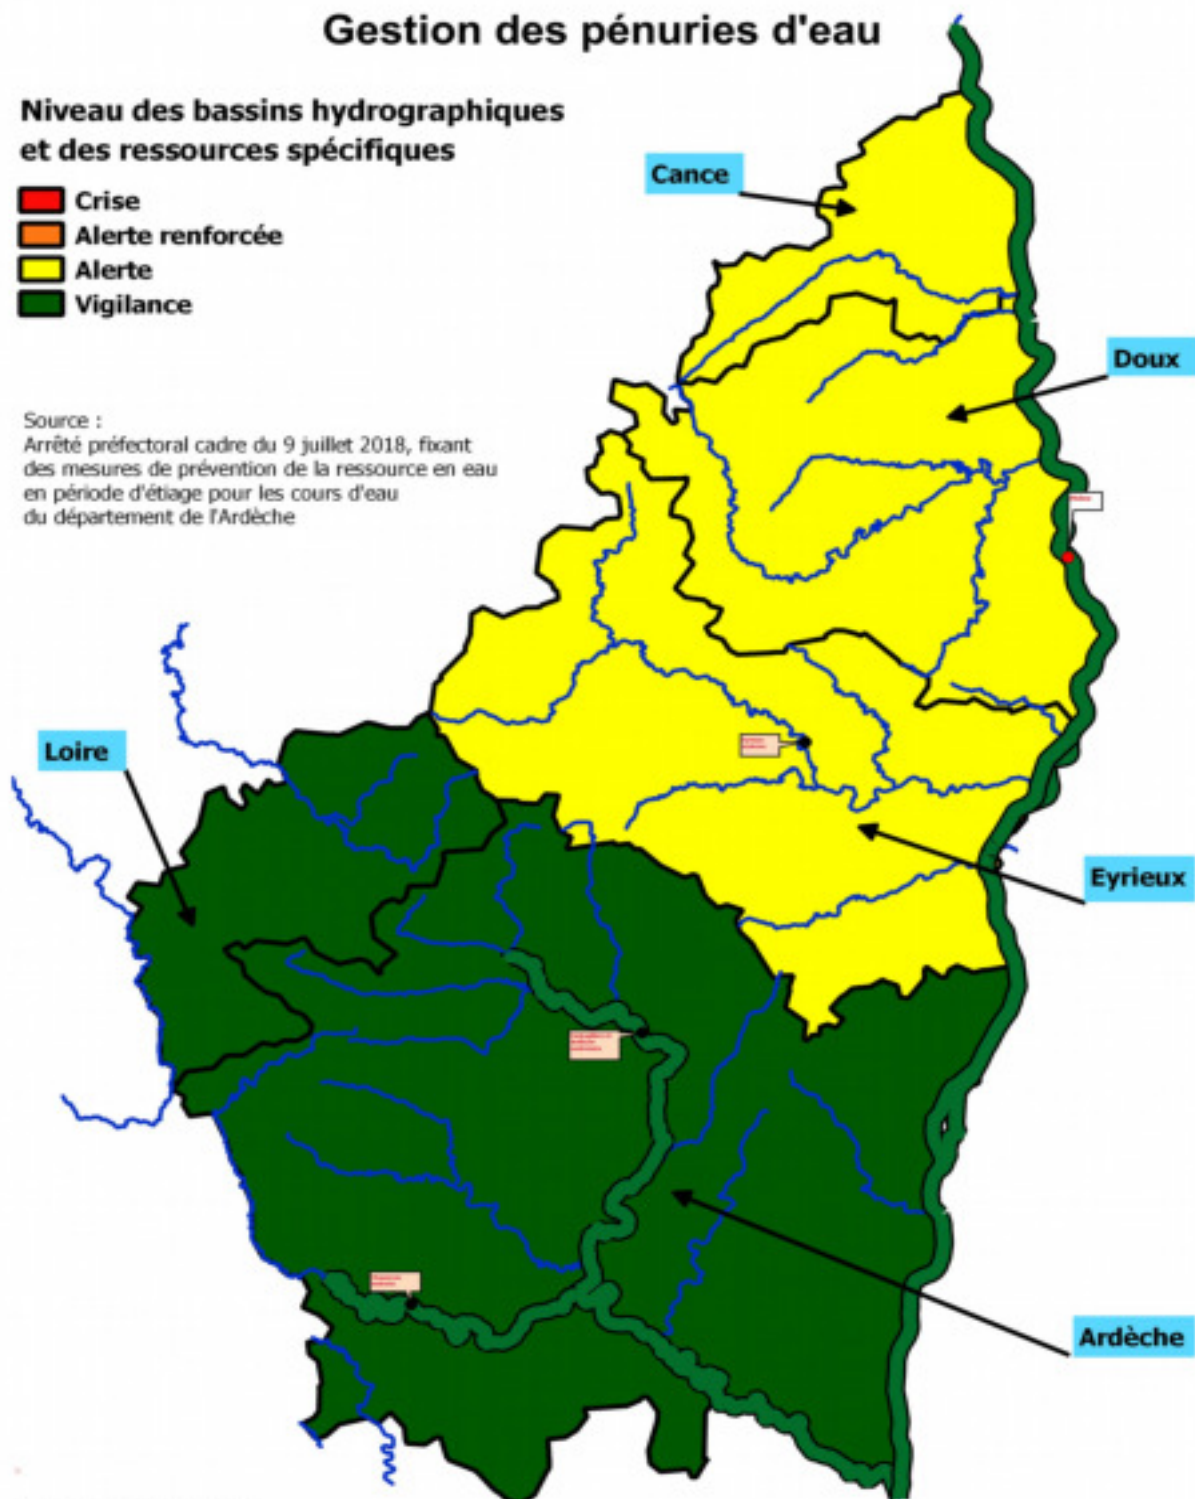 Gestion des pénuries d'eau
Niveau des bassins hydrographiques
et des ressources spécifiques
Crise
Alerte renforcée
Alerte
Vigilance
Source :
Arrêté préfectoral cadre du 9 juillet 2018, fixant
des mesures de prévention de la ressource en eau
en période d'étiage pour les cours d'eau
du département de l'Ardèche
Cance
Doux
Loire
Eyrieux
Ardèche